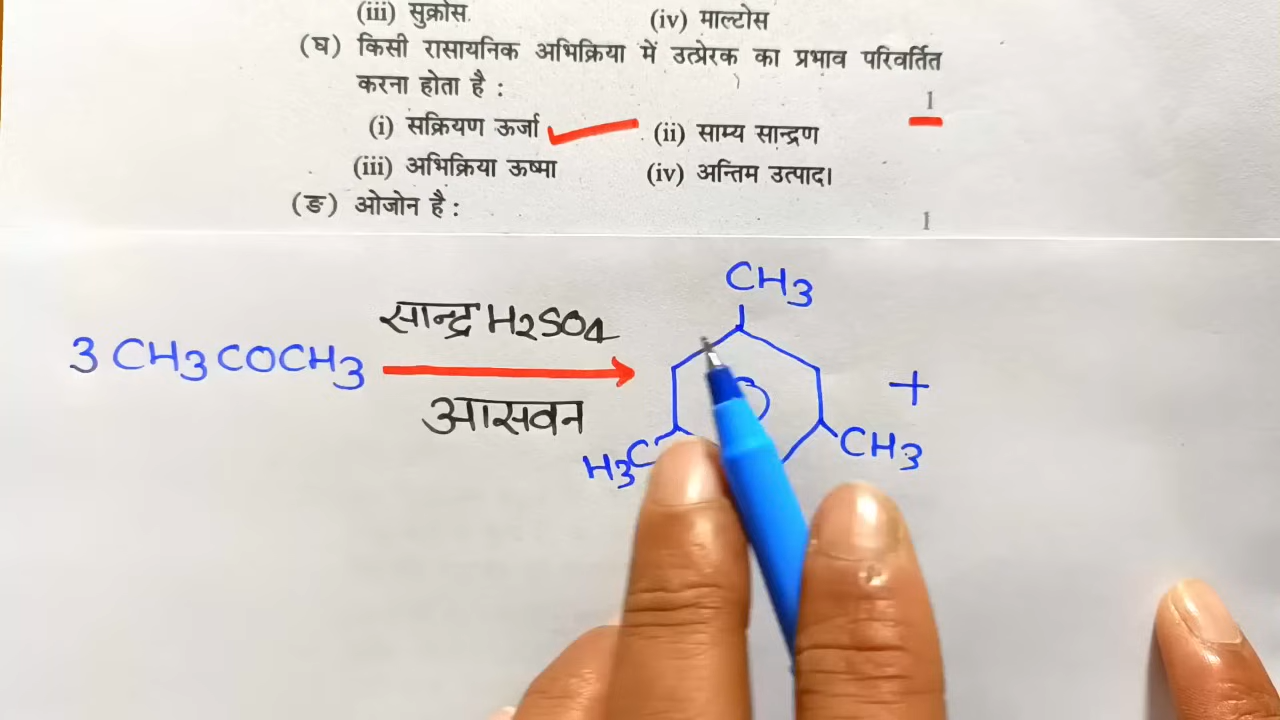 (iii) सुक्रोस (iv) माल्टोस
(घ) किसी रासायनिक अभिक्रिया में उत्प्रेरक का प्रभाव परिवर्तित
करना होता है : 1
(i) सक्रियण ऊर्जा (ii) साम्य सान्द्रण
(iii) अभिक्रिया ऊष्मा (iv) अन्तिम उत्पाद।
(ङ) ओजोन है : 1
CH3
सान्द्र H2SO4
3 CH3COCH3
+
आसवन
H3C
CH3